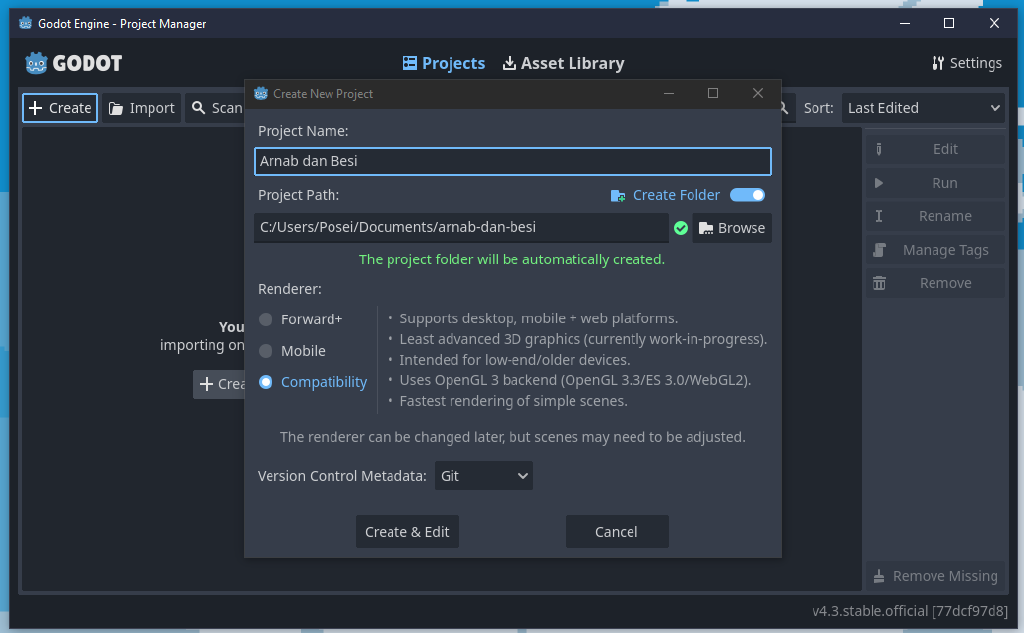 Godot Engine - Project Manager
GODOT
Projects
Asset Library
Settings
Create
Import
Scan
Sort:
Last Edited
Create New Project
Project Name:
Arnab dan Besi
Project Path:
Create Folder
C:/Users/Posei/Documents/arnab-dan-besi
Browse
The project folder will be automatically created.
Renderer:
Forward+
Mobile
Compatibility
• Supports desktop, mobile + web platforms.
• Least advanced 3D graphics (currently work-in-progress).
• Intended for low-end/older devices.
• Uses OpenGL 3 backend (OpenGL 3.3/ES 3.0/WebGL2).
• Fastest rendering of simple scenes.
The renderer can be changed later, but scenes may need to be adjusted.
Version Control Metadata:
Git
Create & Edit
Cancel
You
importing on
Crea
Edit
Run
Rename
Manage Tags
Remove
Remove Missing
v4.3.stable.official [77dcf97d8]